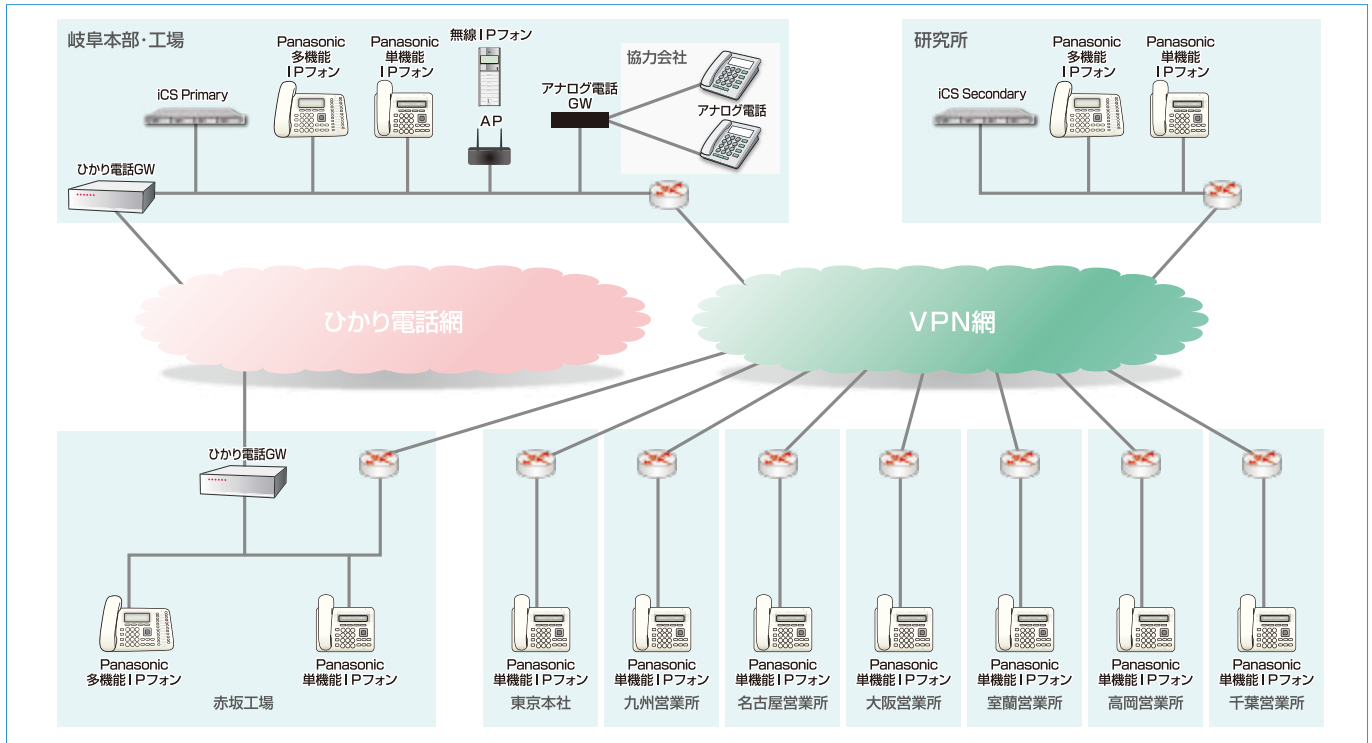 岐阜本部・工場
Panasonic
多機能
IPフォン
Panasonic
単機能
IPフォン
無線IPフォン
iCS Primary
AP
アナログ電話
GW
協力会社
アナログ電話
ひかり電話GW
研究所
Panasonic
多機能
IPフォン
Panasonic
単機能
IPフォン
iCS Secondary
ひかり電話網
VPN網
ひかり電話GW
Panasonic
多機能IPフォン
Panasonic
単機能IPフォン
赤坂工場
Panasonic
単機能IPフォン
東京本社
Panasonic
単機能IPフォン
九州営業所
Panasonic
単機能IPフォン
名古屋営業所
Panasonic
単機能IPフォン
大阪営業所
Panasonic
単機能IPフォン
室蘭営業所
Panasonic
単機能IPフォン
高岡営業所
Panasonic
単機能IPフォン
千葉営業所